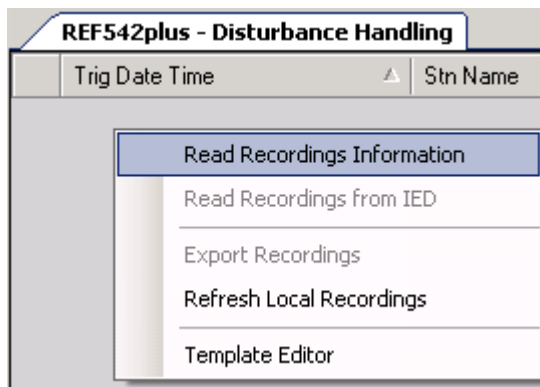 REF542plus - Disturbance Handling
Trig Date Time Stn Name
Read Recordings Information
Read Recordings from IED
Export Recordings
Refresh Local Recordings
Template Editor